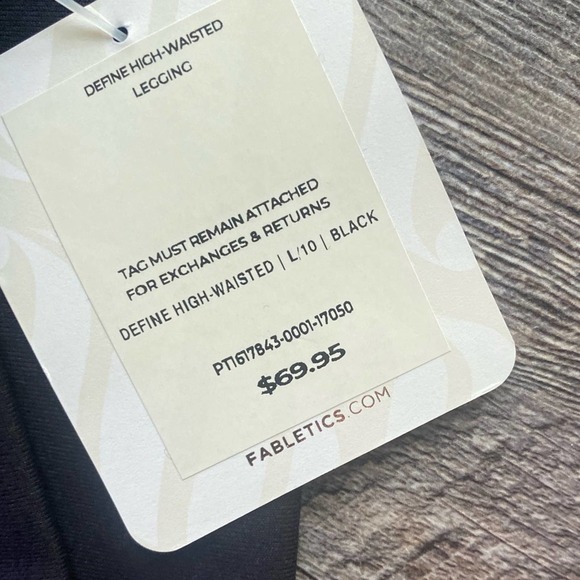 DEFINE HIGH-WAISTED
LEGGING
TAG MUST REMAIN ATTACHED
FOR EXCHANGES & RETURNS
DEFINE HIGH-WAISTED | L/10 | BLACK
PT1617843-0001-17050
$69.95
FABLETICS.COM